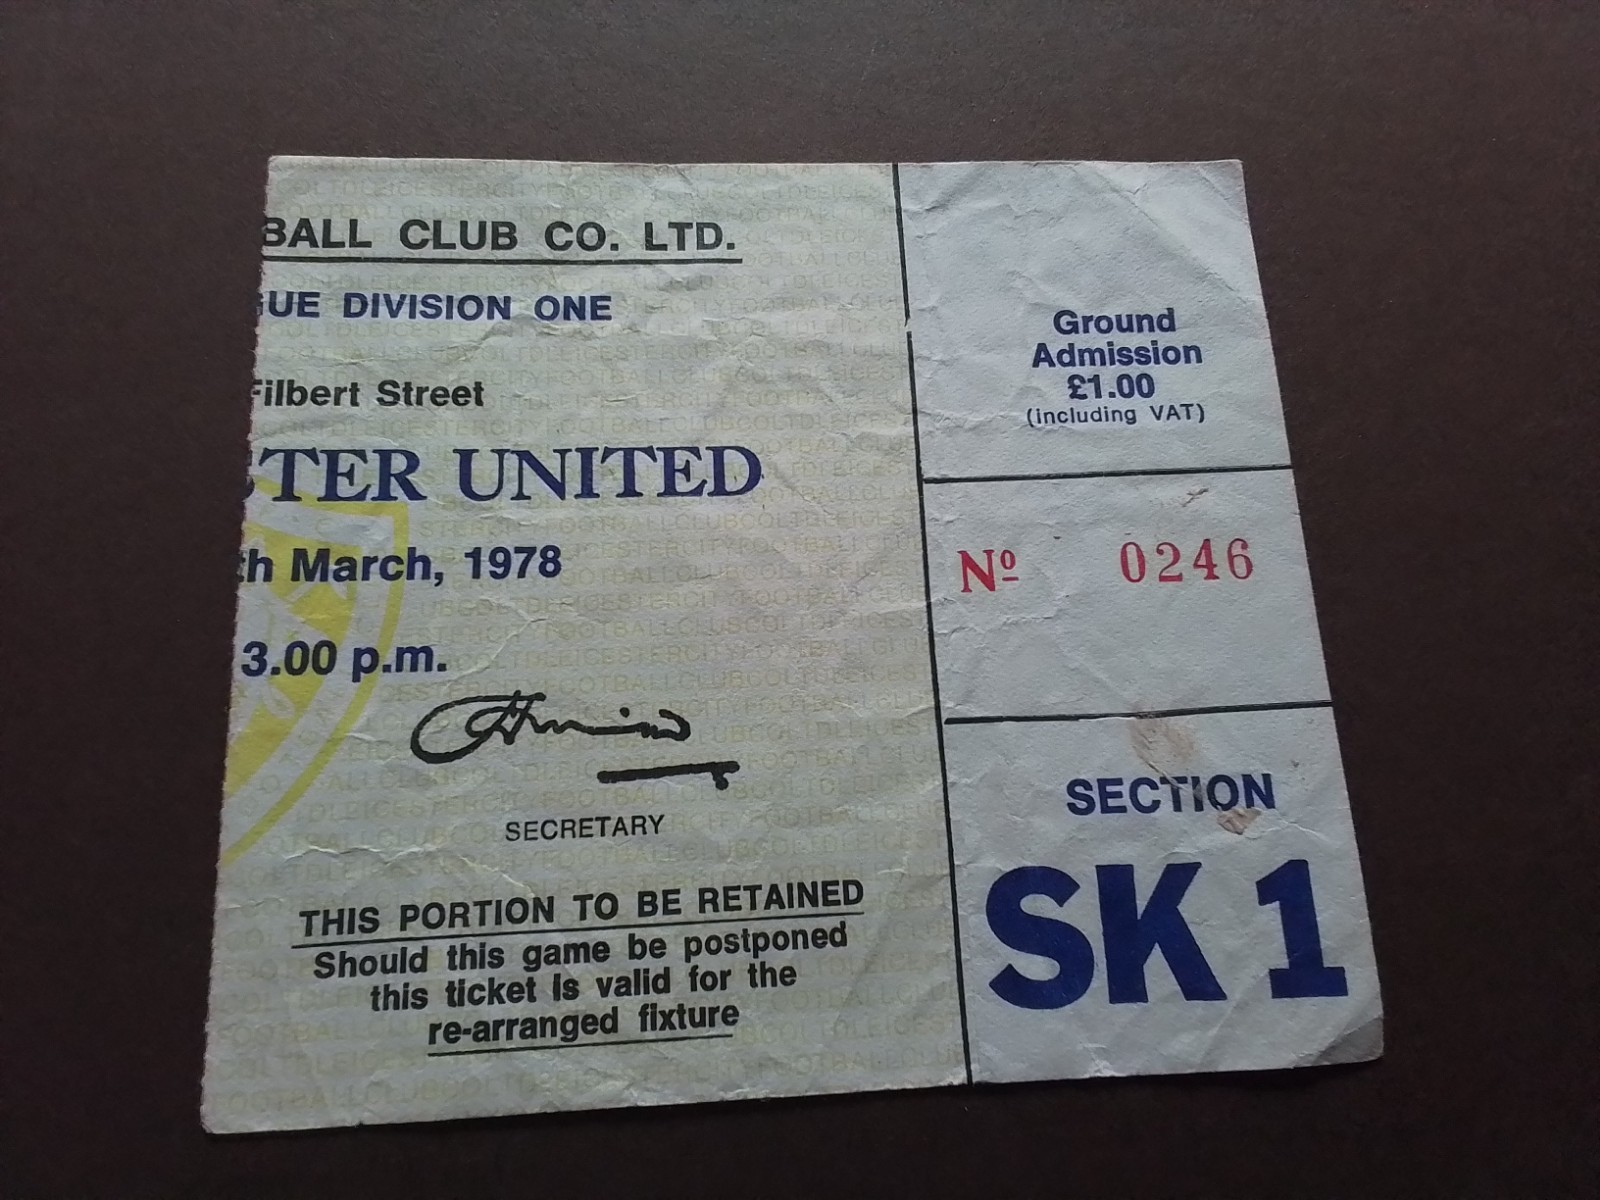 BALL CLUB CO. LTD.
GUE DIVISION ONE
Filbert Street
TER UNITED
th March, 1978
3.00 p.m.
SECRETARY
THIS PORTION TO BE RETAINED
Should this game be postponed
this ticket is valid for the
re-arranged fixture
Ground
Admission
£1.00
(including VAT)
Nº 0246
SECTION
SK 1